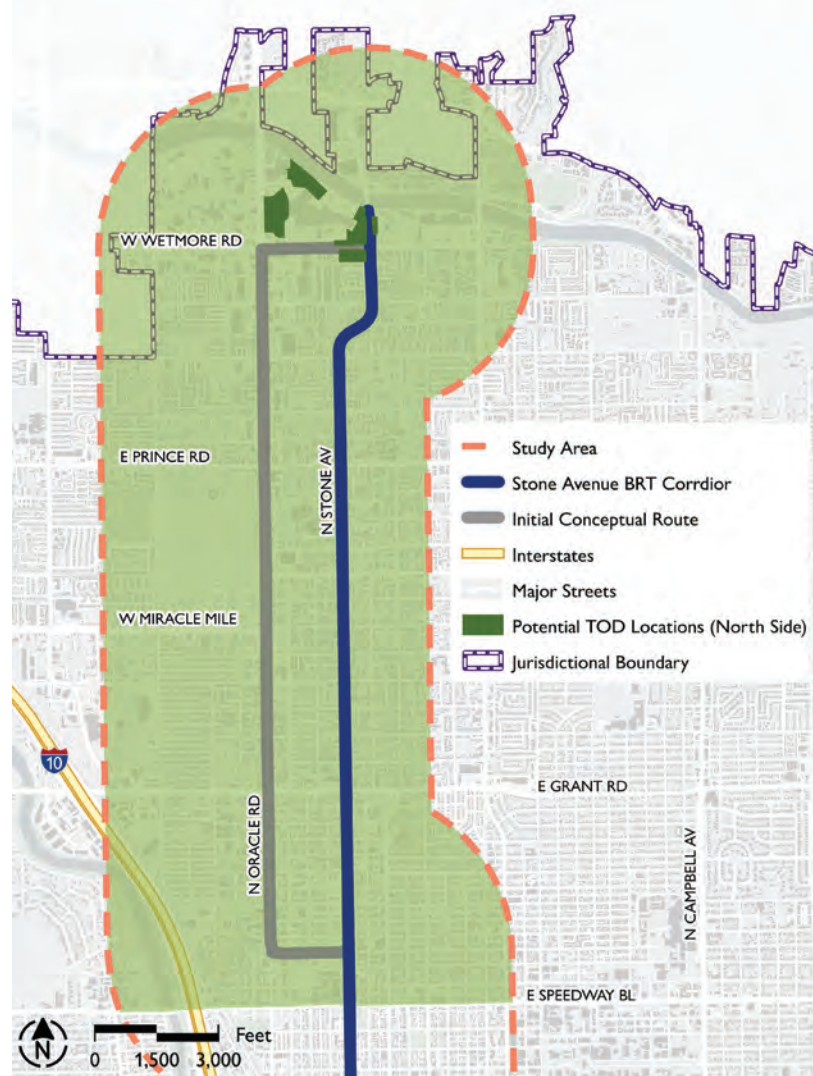 W WETMORE RD
E PRINCE RD
N STONE AV
Study Area
Stone Avenue BRT Corrdior
Initial Conceptual Route
Interstates
Major Streets
Potential TOD Locations (North Side)
Jurisdictional Boundary
W MIRACLE MILE
10
E GRANT RD
N ORACLE RD
N CAMPBELL AV
E SPEEDWAY BL
N
Feet
0 1,500 3,000